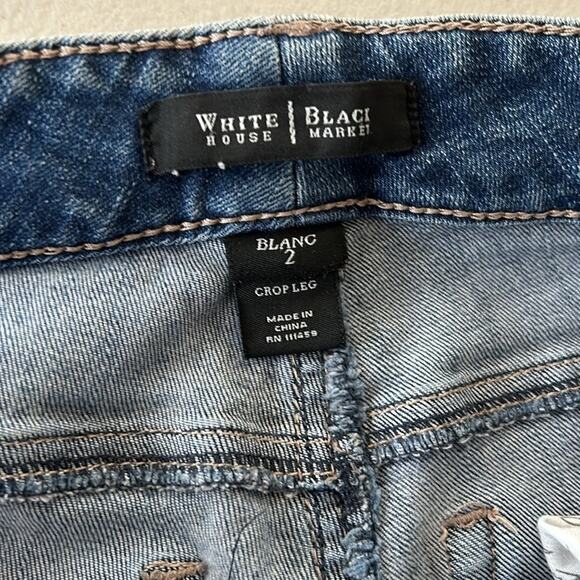 WHITE | BLACK
HOUSE | MARKET
BLANC
2
CROP LEG
MADE IN
CHINA
RN 111459